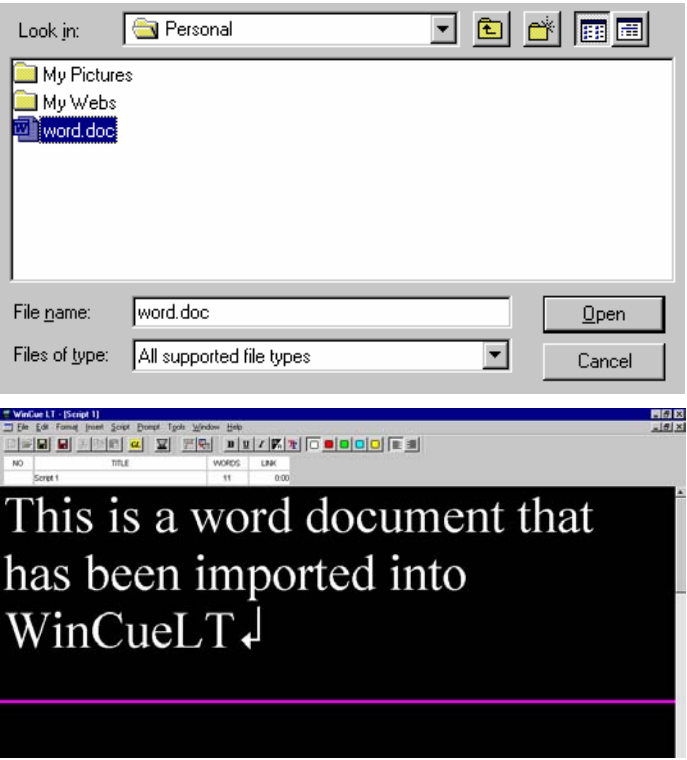 Look in: Personal
My Pictures
My Webs
word.doc
File name: word.doc Open
Files of type: All supported file types Cancel
WinCue LT - [Script 1]
File Edit Format Insert Script Prompt Tools Window Help
B U I
NO TITLE WORDS LINK
Script 1 11 0:00
This is a word document that
has been imported into
WinCueLT↲